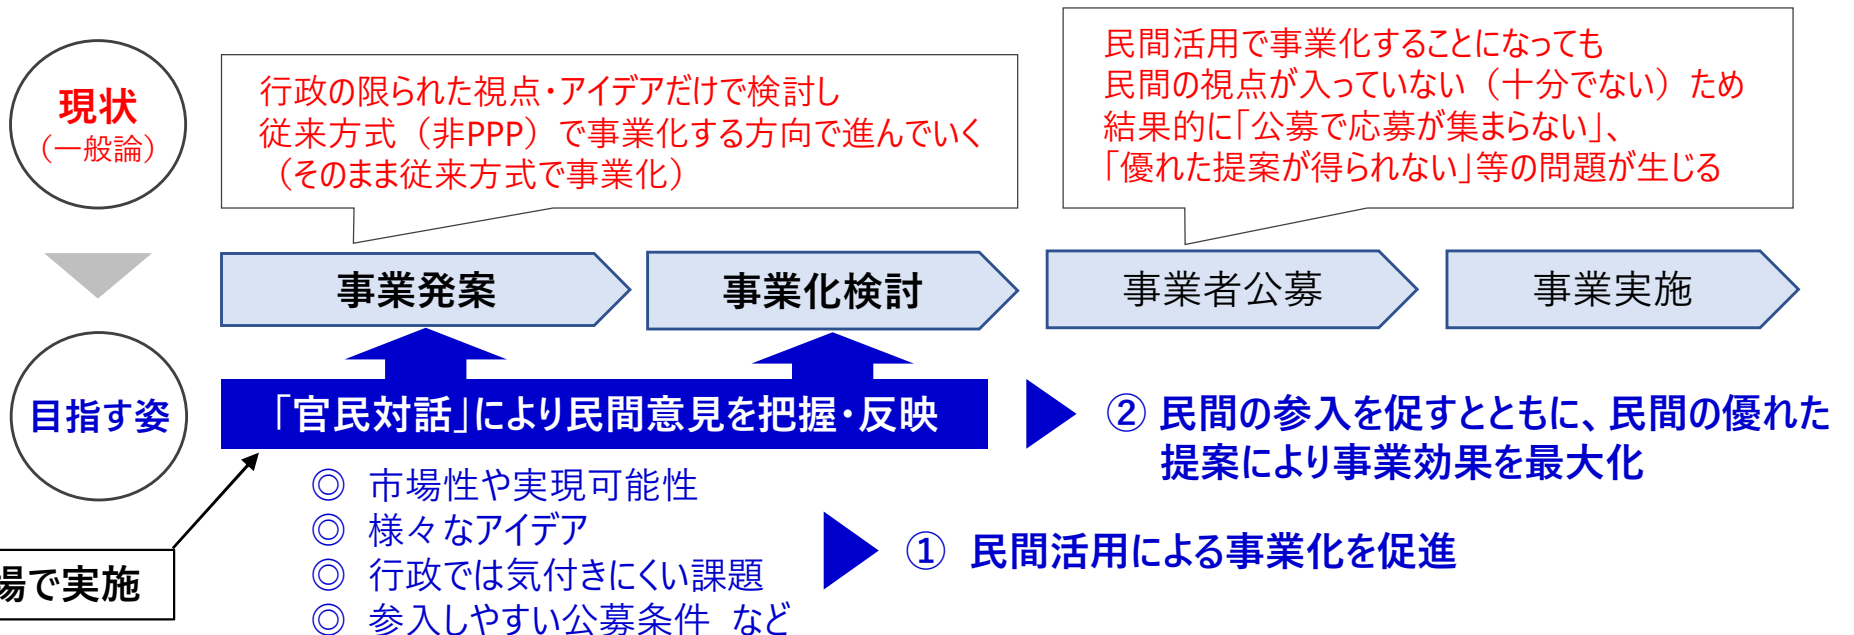 現状
（一般論）
行政の限られた視点・アイデアだけで検討し
従来方式（非PPP）で事業化する方向で進んでいく
（そのまま従来方式で事業化）
民間活用で事業化することになっても
民間の視点が入っていない（十分でない）ため
結果的に「公募で応募が集まらない」、
「優れた提案が得られない」等の問題が生じる
事業発案
事業化検討
事業者公募
事業実施
目指す姿
「官民対話」により民間意見を把握・反映
② 民間の参入を促すとともに、民間の優れた
提案により事業効果を最大化
◎ 市場性や実現可能性
◎ 様々なアイデア
◎ 行政では気付きにくい課題
◎ 参入しやすい公募条件 など
① 民間活用による事業化を促進
場で実施